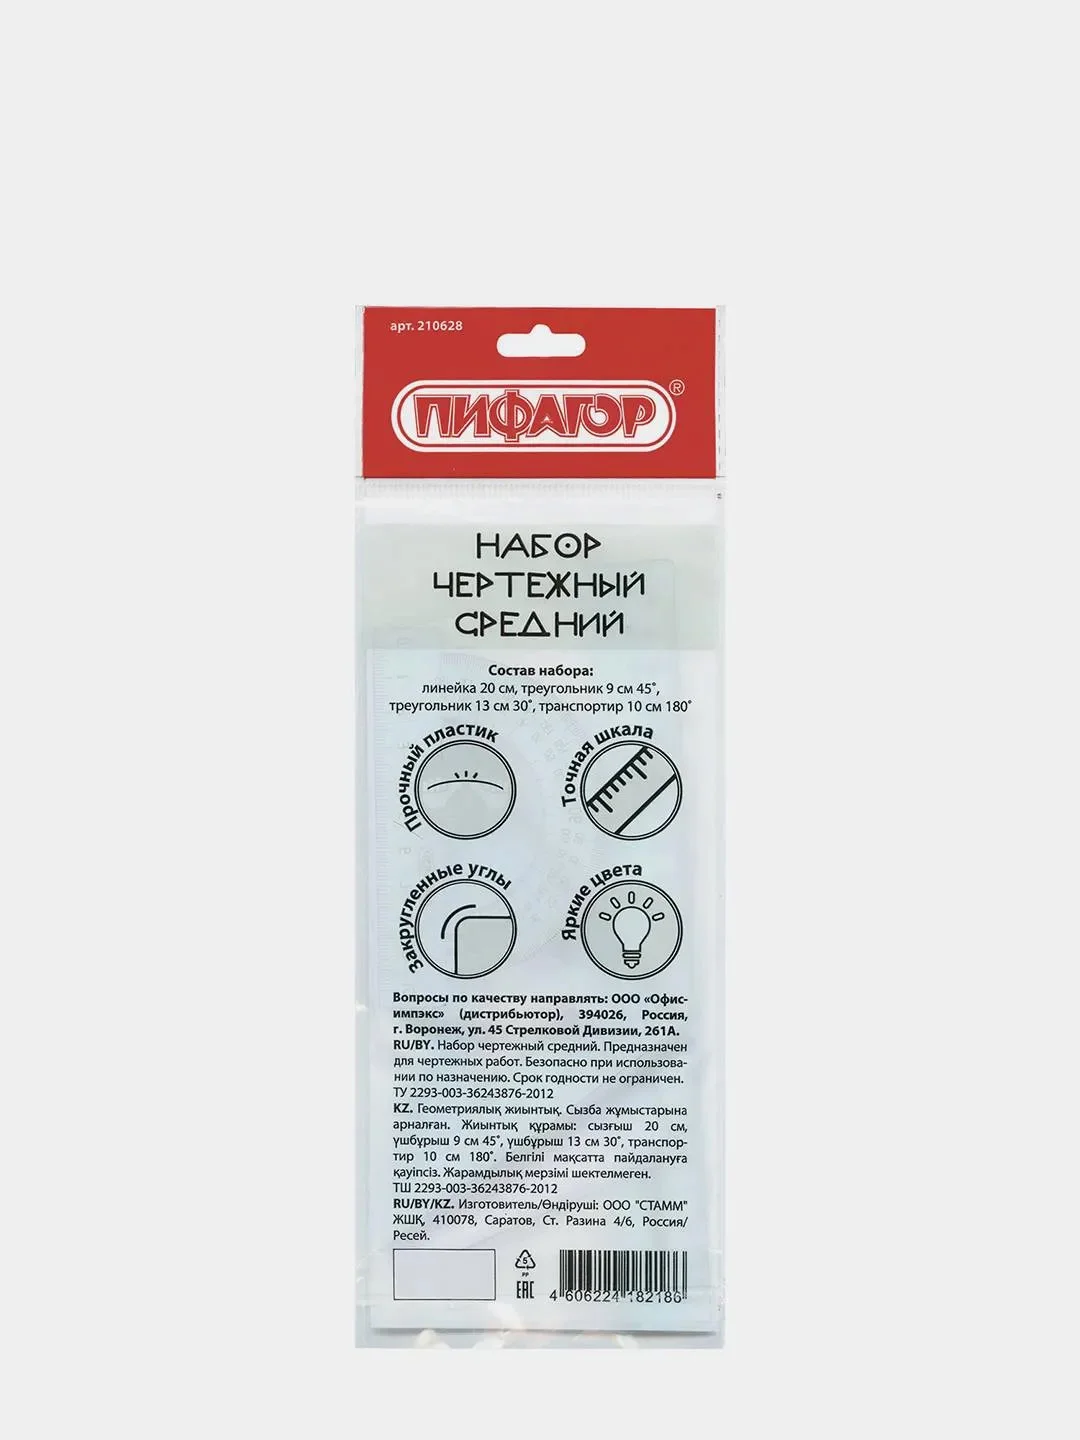 арт. 210628
ПИФАГОР®
НАБОР
ЧЕРТЕЖНЫЙ
СРЕДНИЙ
Состав набора:
линейка 20 см, треугольник 9 см 45˚,
треугольник 13 см 30˚, транспортир 10 см 180˚
Прочный пластик
Точная шкала
Закругленные углы
Яркие цвета
Вопросы по качеству направлять: ООО «Офис-
импэкс» (дистрибьютор), 394026, Россия,
г. Воронеж, ул. 45 Стрелковой Дивизии, 261А.
RU/BY. Набор чертежный средний. Предназначен
для чертежных работ. Безопасно при использова-
нии по назначению. Срок годности не ограничен.
ТУ 2293-003-36243876-2012
KZ. Геометриялық жиынтық. Сызба жұмыстарына
арналған. Жиынтық құрамы: сызғыш 20 см,
үшбұрыш 9 см 45˚, үшбұрыш 13 см 30˚, транспор-
тир 10 см 180˚. Белгілі мақсатта пайдалануға
қауіпсіз. Жарамдылық мерзімі шектелмеген.
ТШ 2293-003-36243876-2012
RU/BY/KZ. Изготовитель/Өндіруші: ООО "СТАММ"
ЖШҚ, 410078, Саратов, Ст. Разина 4/6, Россия/
Ресей.
5
PP
EAC
4 606224 182186